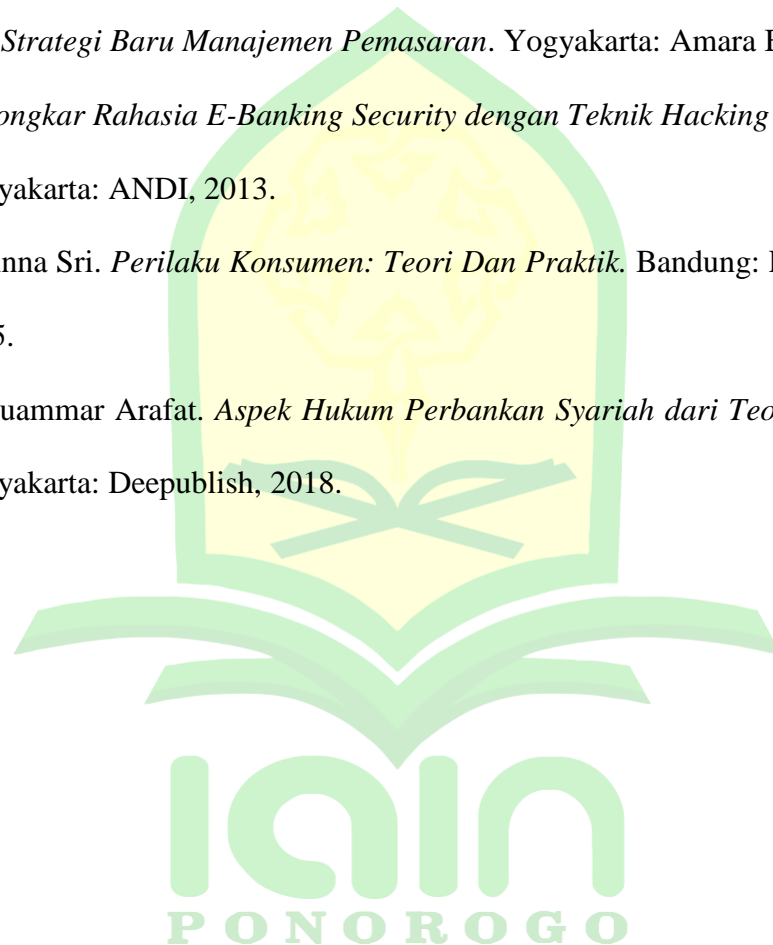 Strategi Baru Manajemen Pemasaran. Yogyakarta: Amara
ongkar Rahasia E-Banking Security dengan Teknik Hacking
yakarta: ANDI, 2013.
nna Sri. Perilaku Konsumen: Teori Dan Praktik. Bandung:
5.
uammar Arafat. Aspek Hukum Perbankan Syariah dari Teo
yakarta: Deepublish, 2018.
iain
PONOROGO